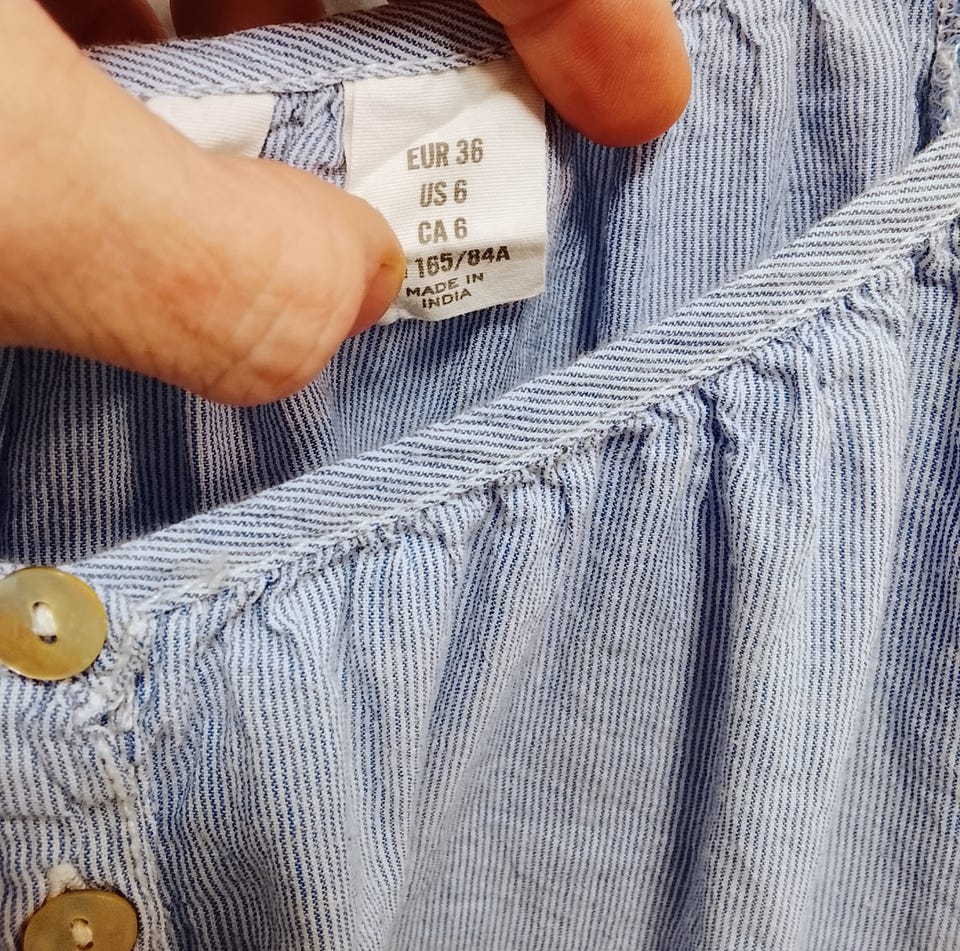 EUR 36
US 6
CA 6
165/84A
MADE IN
INDIA